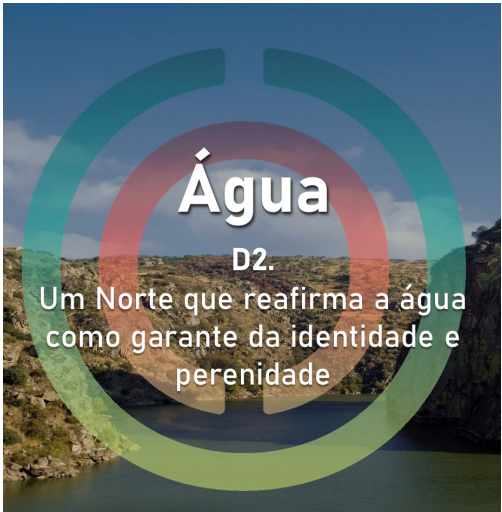 Água
D2.
Um Norte que reafirma a água
como garante da identidade e
perenidade